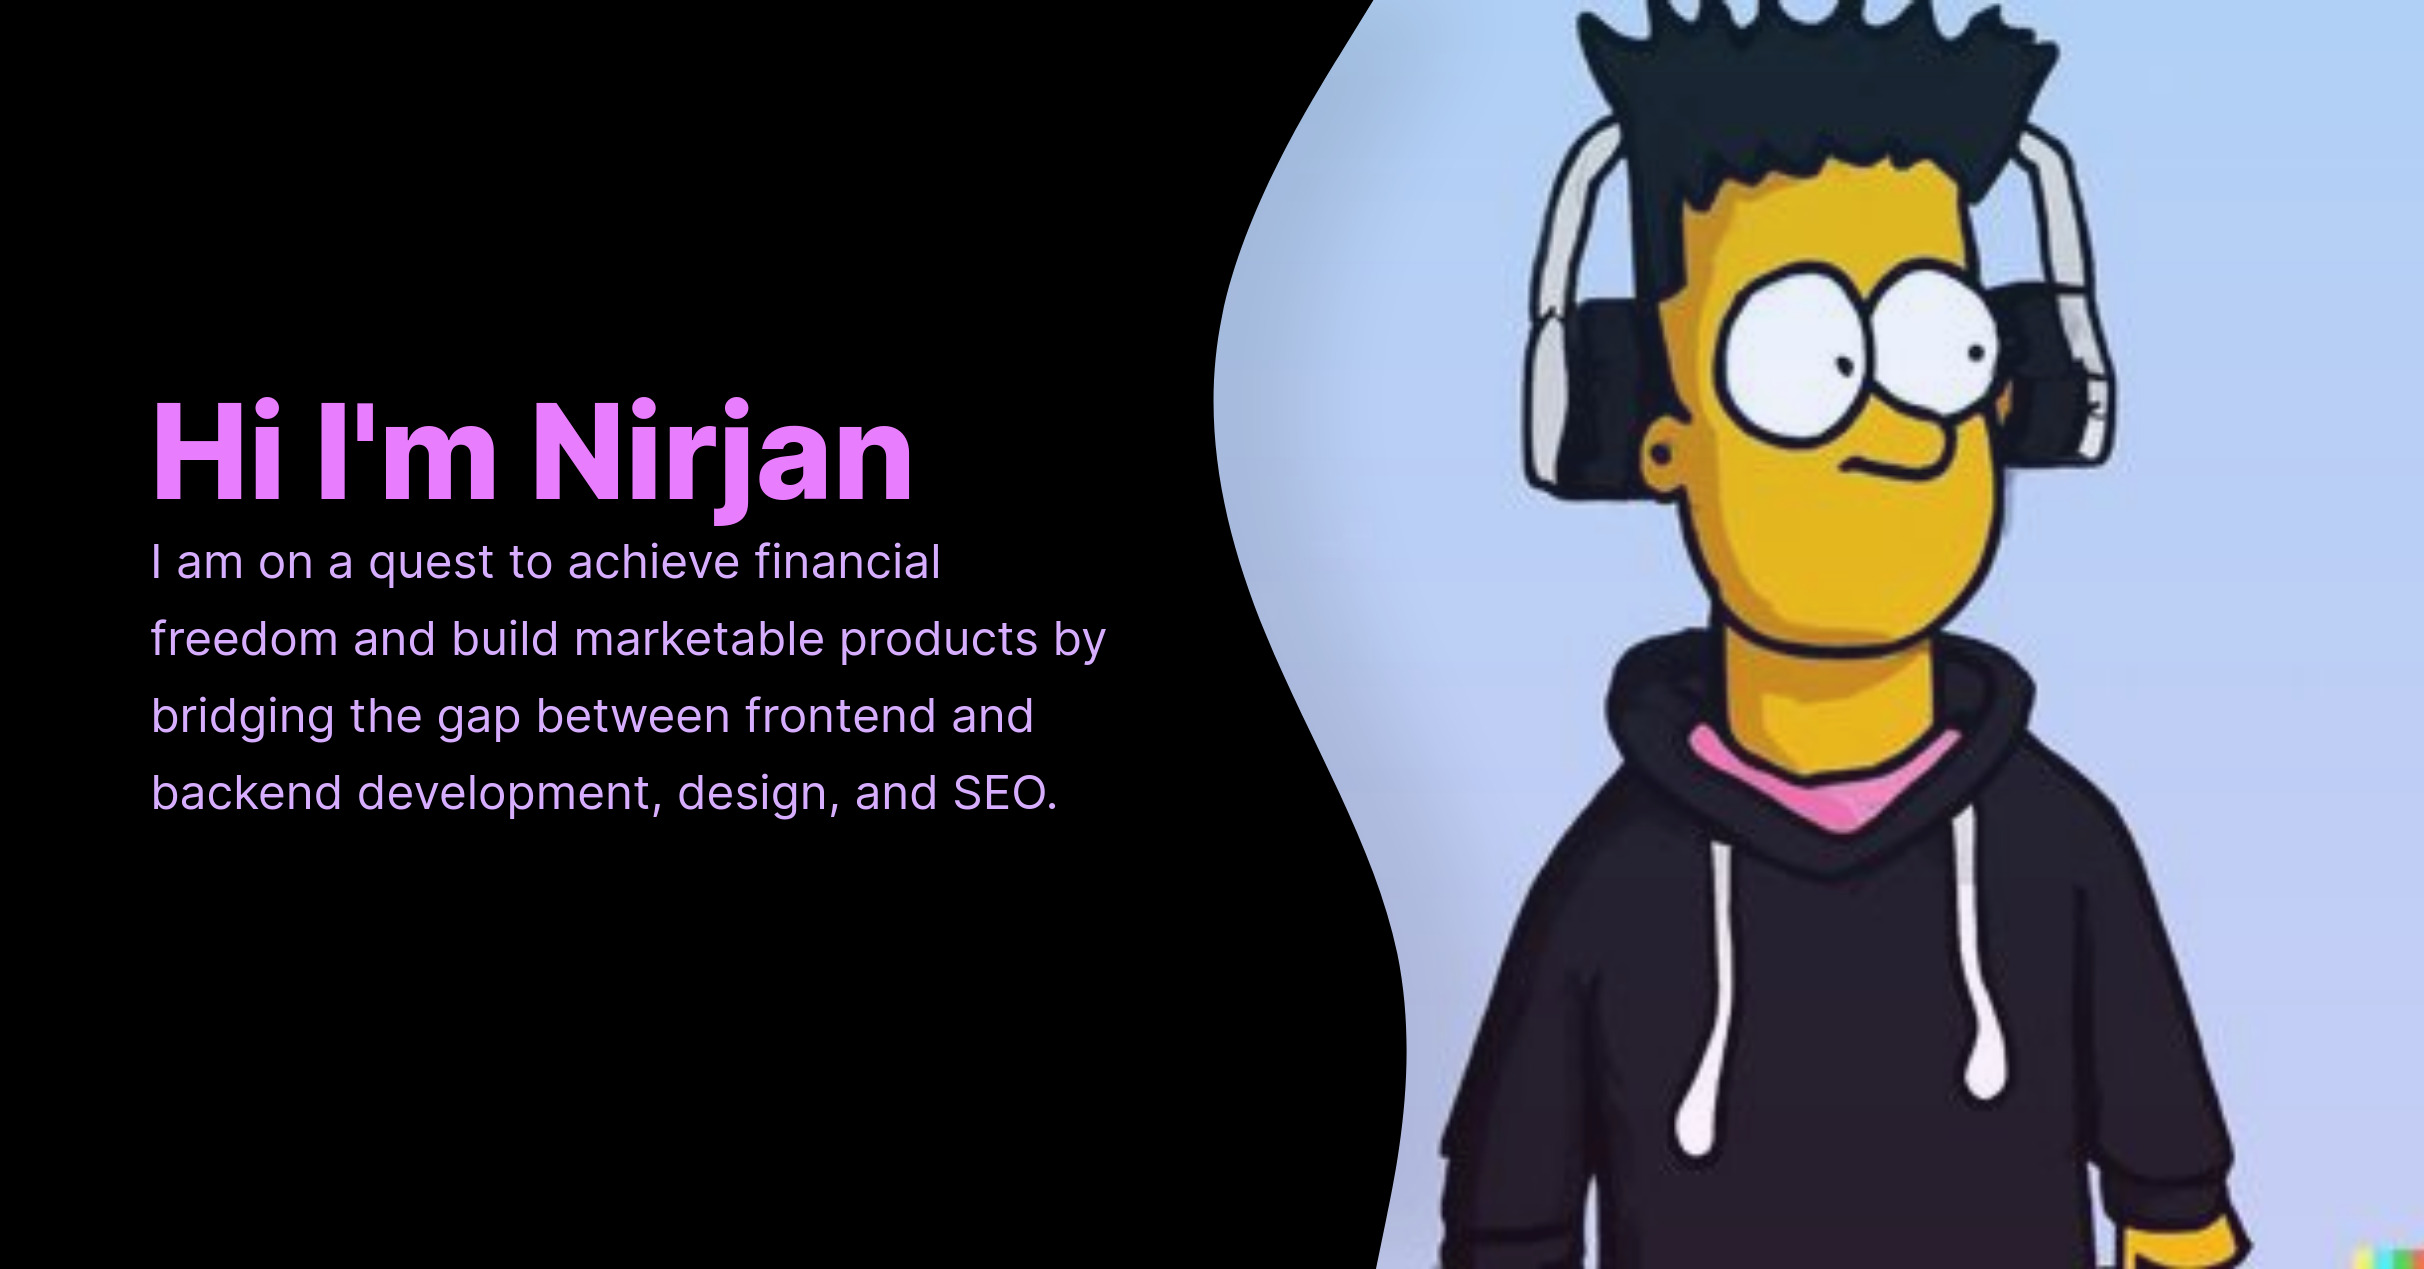 Hi I'm Nirjan
I am on a quest to achieve financial
freedom and build marketable products by
bridging the gap between frontend and
backend development, design, and SEO.